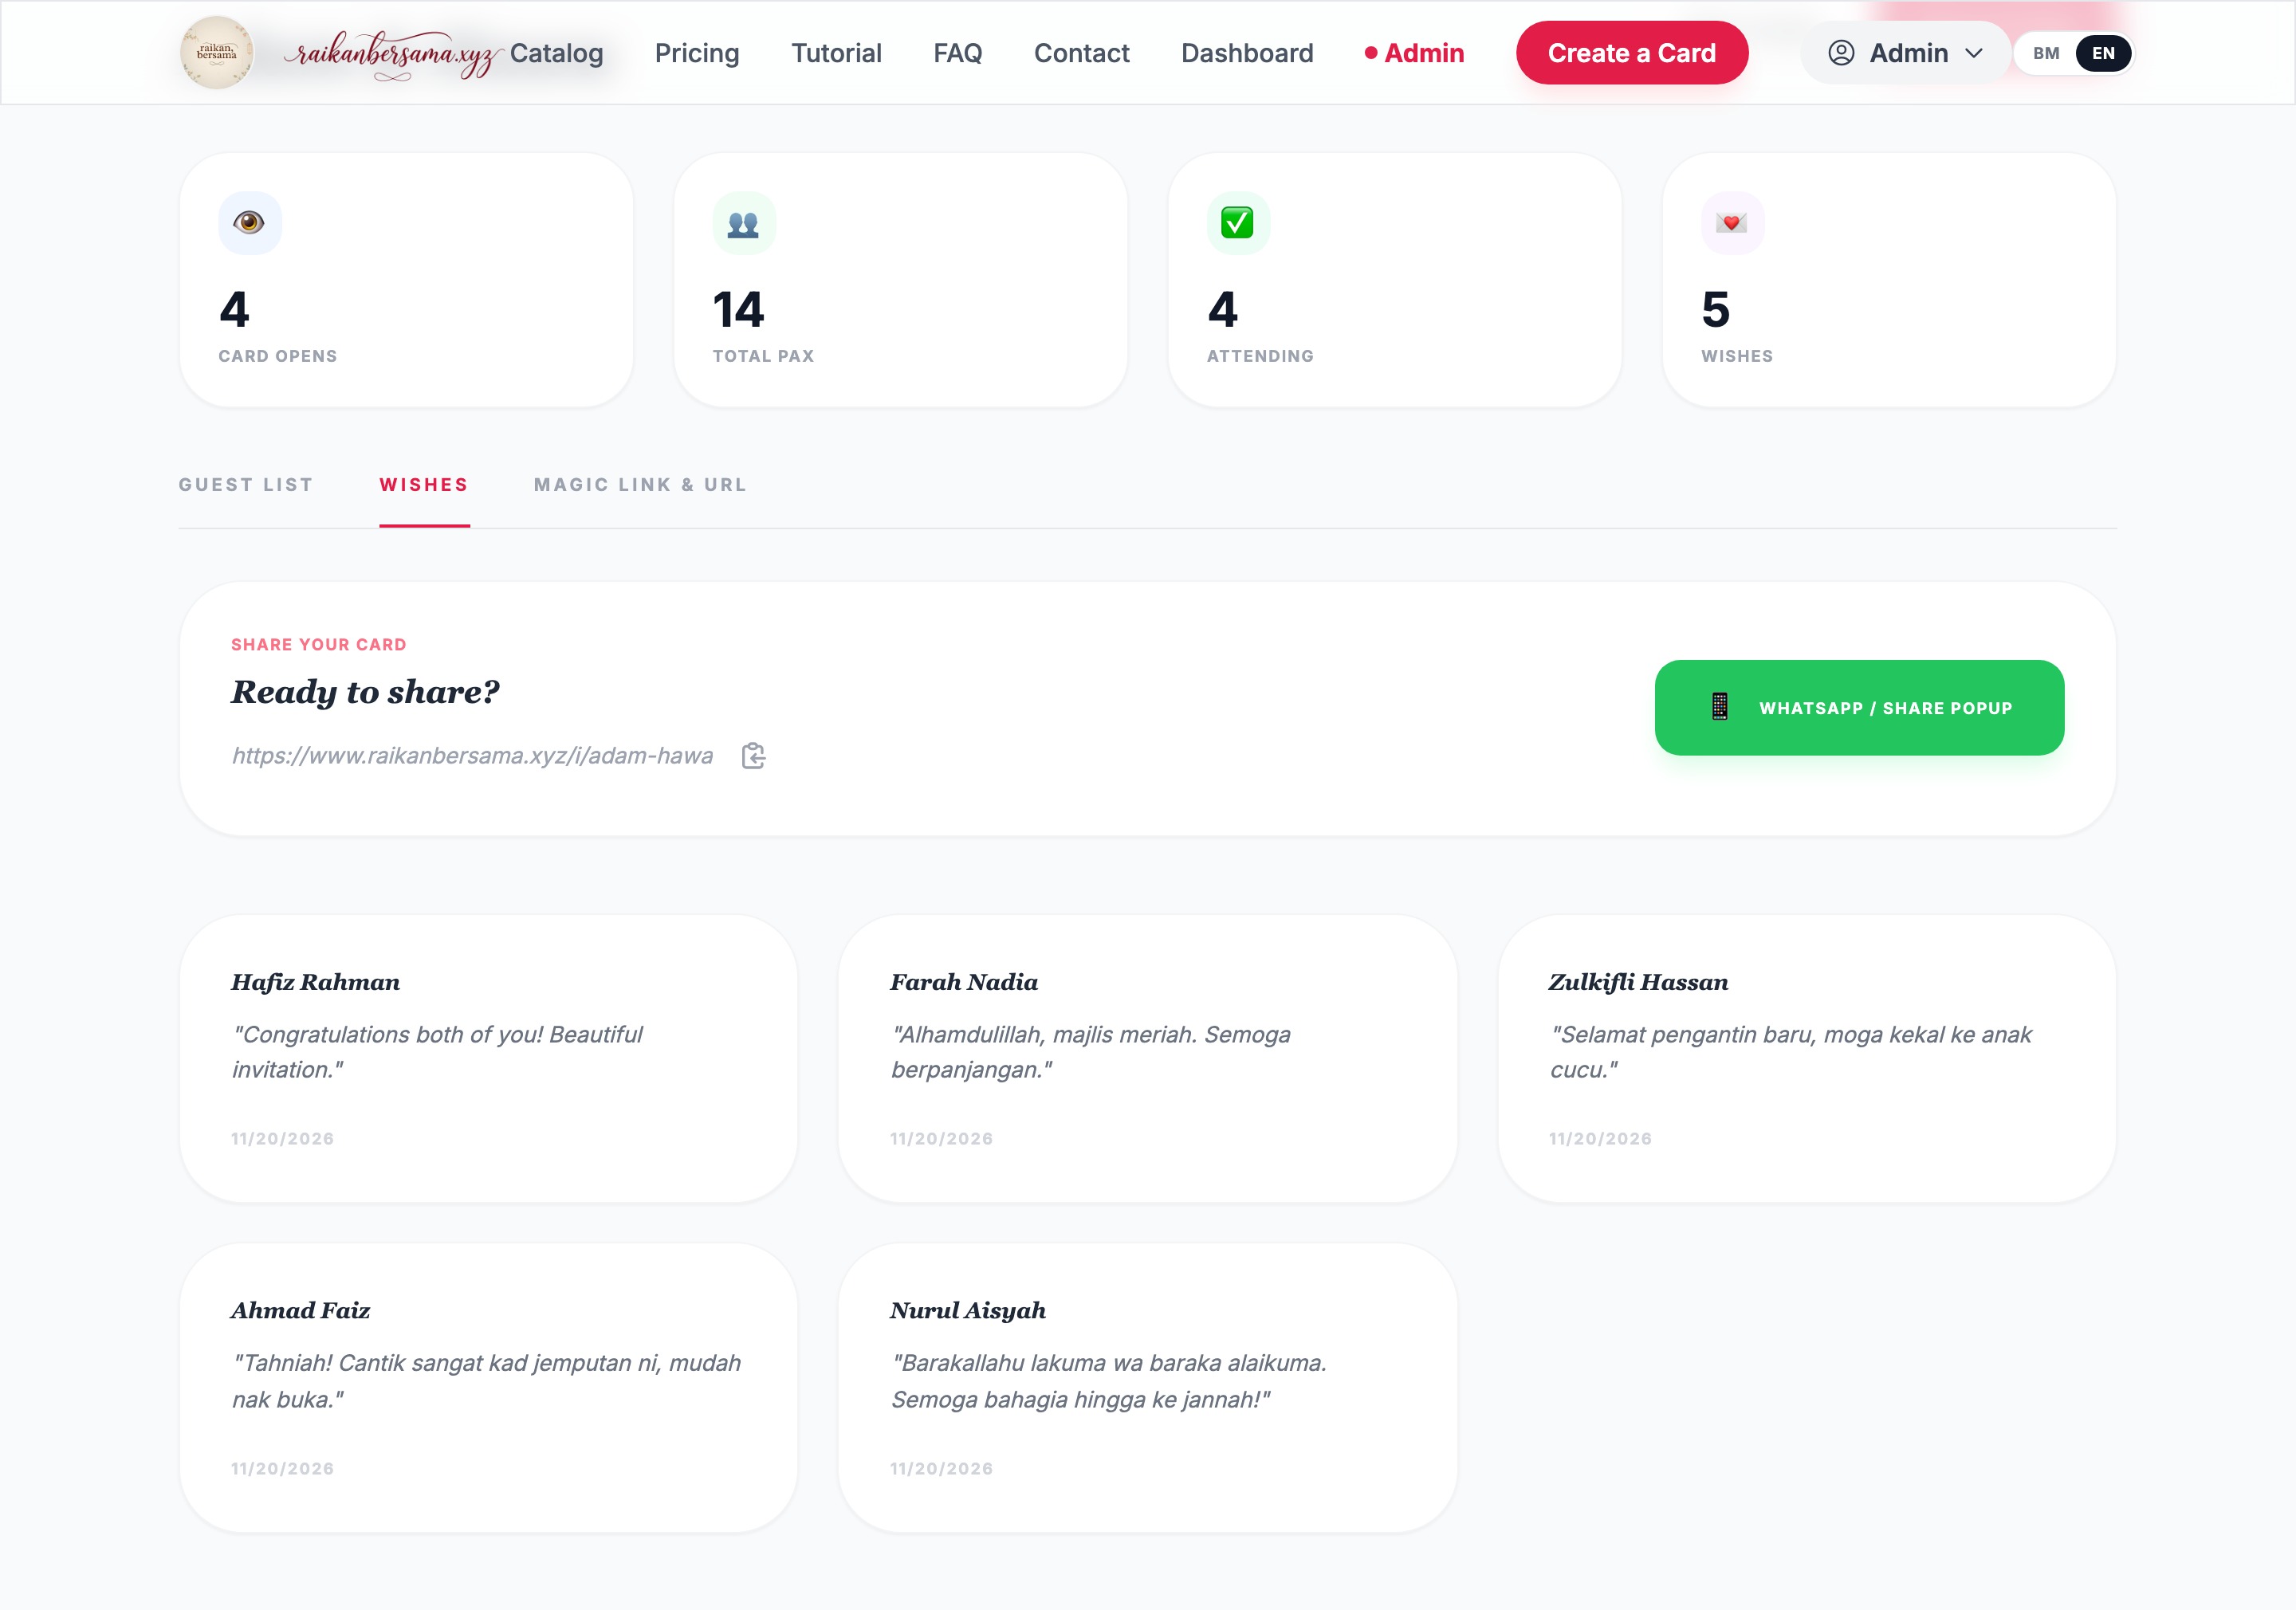 raikan
bersama
raikanbersama.xyz
Catalog
Pricing
Tutorial
FAQ
Contact
Dashboard
Admin
Create a Card
Admin
BM
EN
4
CARD OPENS
14
TOTAL PAX
4
ATTENDING
5
WISHES
GUEST LIST
WISHES
MAGIC LINK & URL
SHARE YOUR CARD
Ready to share?
https://www.raikanbersama.xyz/i/adam-hawa
WHATSAPP / SHARE POPUP
Hafiz Rahman
"Congratulations both of you! Beautiful
invitation."
11/20/2026
Farah Nadia
"Alhamdulillah, majlis meriah. Semoga
berpanjangan."
11/20/2026
Zulkifli Hassan
"Selamat pengantin baru, moga kekal ke anak
cucu."
11/20/2026
Ahmad Faiz
"Tahniah! Cantik sangat kad jemputan ni, mudah
nak buka."
11/20/2026
Nurul Aisyah
"Barakallahu lakuma wa baraka alaikuma.
Semoga bahagia hingga ke jannah!"
11/20/2026